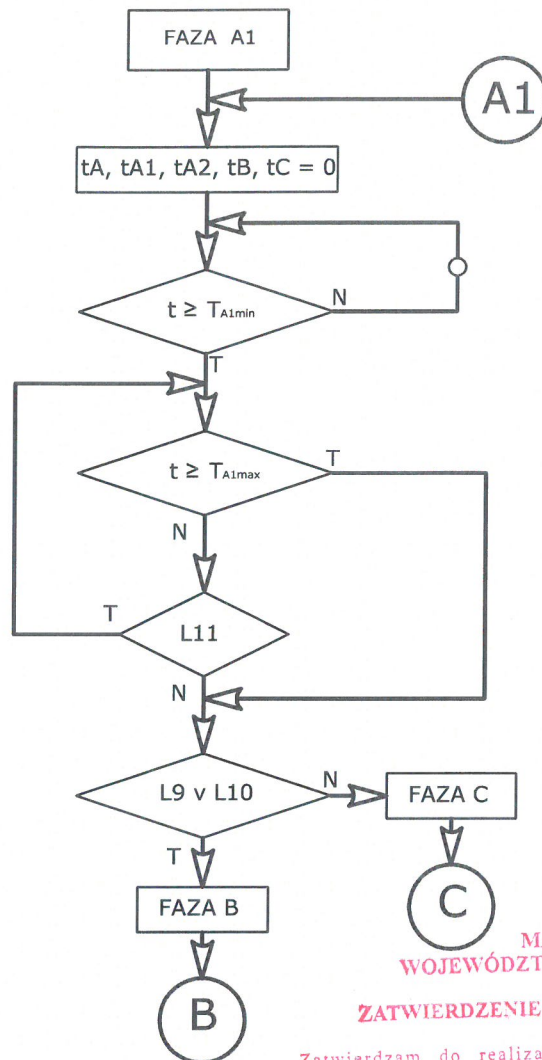 FAZA A1
A1
tA, tA1, tA2, tB, tC = 0
t ≥ TA1min
N
T
t ≥ TA1max
T
N
T
L11
N
L9 v L10
N
FAZA C
T
FAZA B
C
B
WOJEWÓDZT
ZATWIERDZENIE
Zatwierdzam do realiza